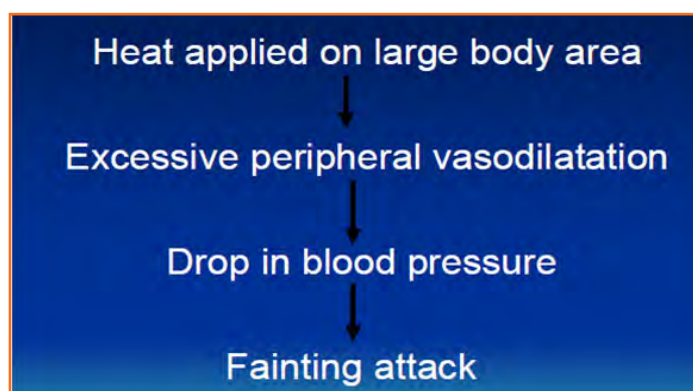 Heat applied on large body area
Excessive peripheral vasodilatation
Drop in blood pressure
Fainting attack